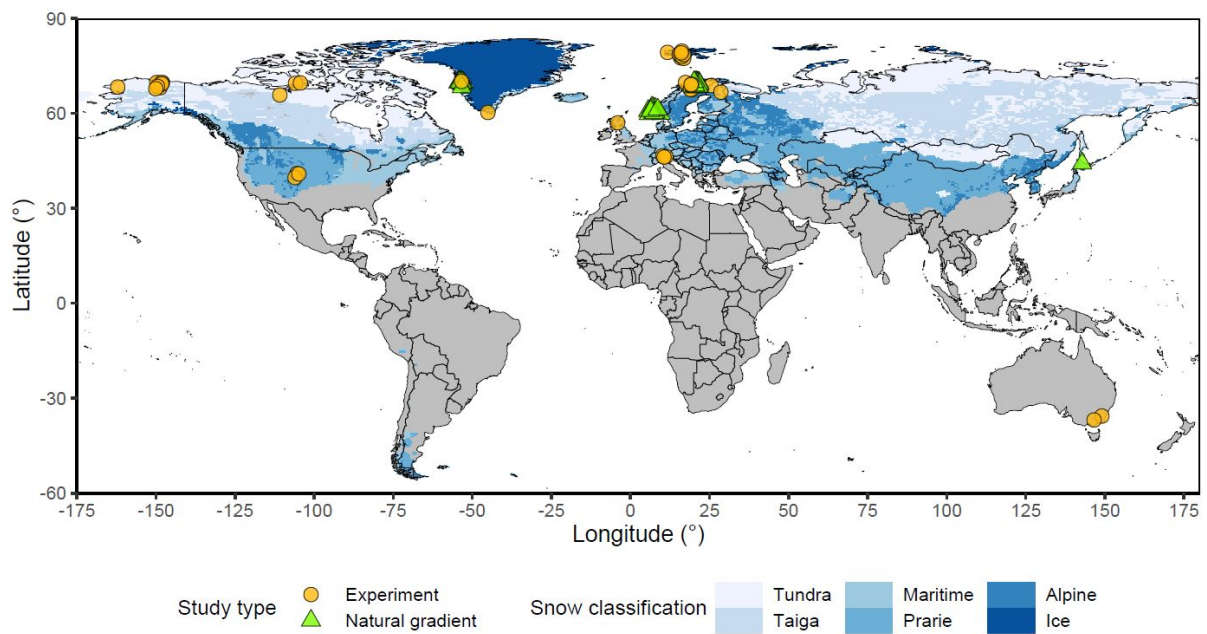 90
60
30
0
-30
-60
Latitude (°)
-175 -150 -125 -100 -75 -50 -25 0 25 50 75 100 125 150 175
Longitude (°)
Study type Experiment Snow classification Tundra Maritime Alpine
Natural gradient Taiga Prarie Ice